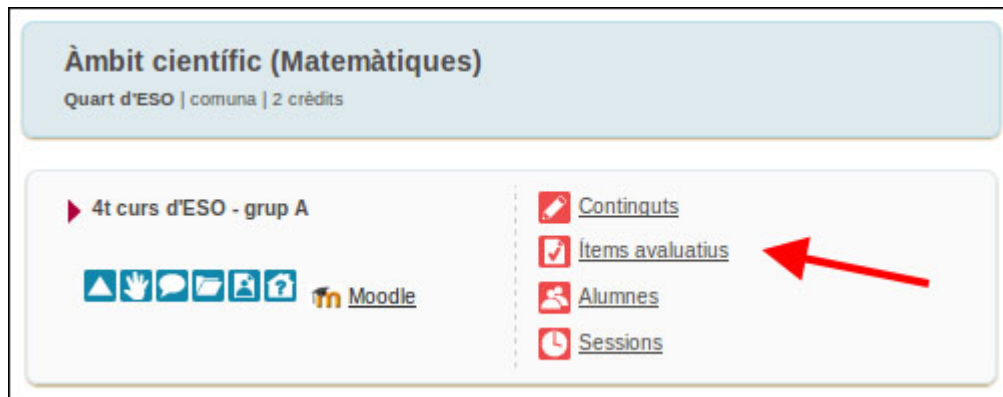 Àmbit científic (Matemàtiques)
Quart d'ESO | comuna | 2 crèdits
4t curs d'ESO - grup A
Moodle
Continguts
Ítems avaluatius
Alumnes
Sessions